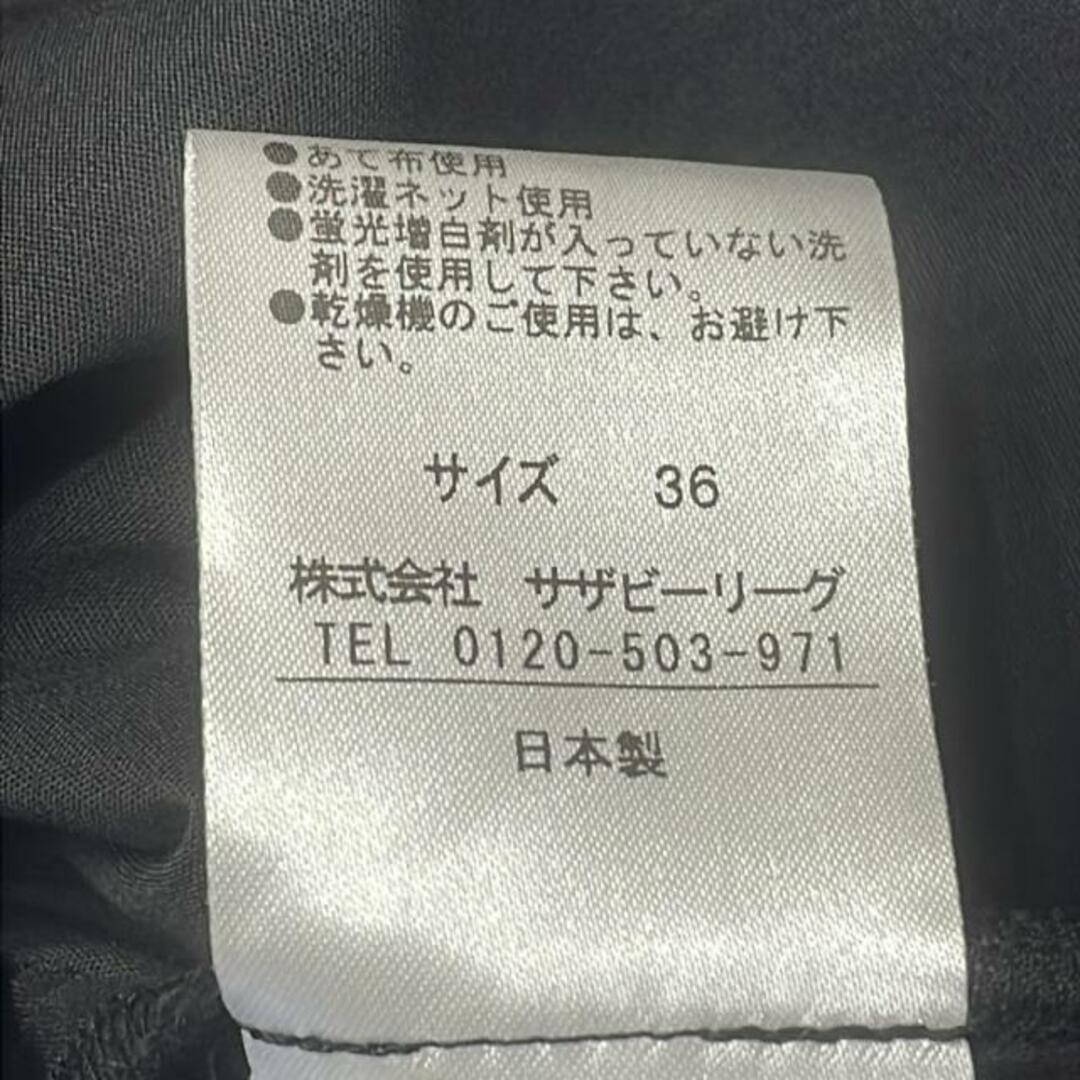 ●あて布使用
●洗濯ネット使用
●蛍光増白剤が入っていない洗
剤を使用して下さい。
●乾燥機のご使用は、お避け下
さい。
サイズ 36
株式会社 サザビーリーグ
TEL 0120-503-971
日本製